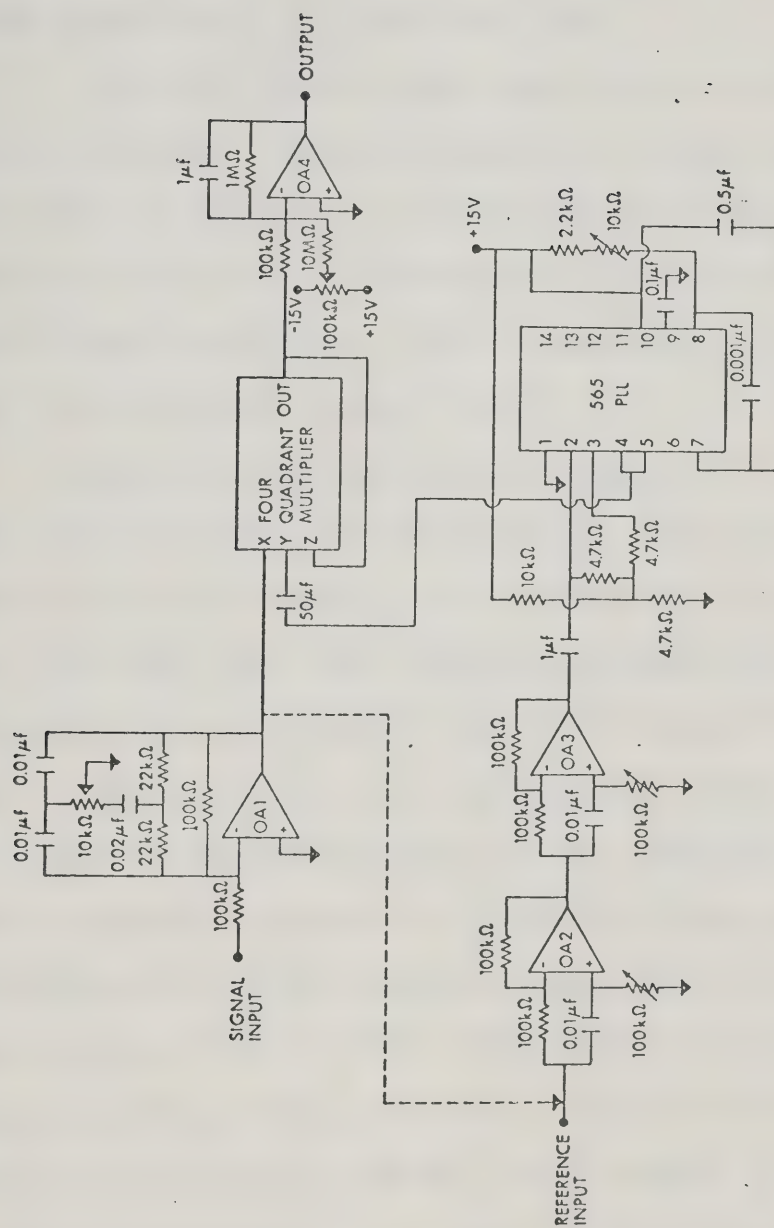 SIGNAL
INPUT
100kΩ
0.01μf
0.01μf
10kΩ
0.02μf
22kΩ
22kΩ
100kΩ
-
+
OA1
X FOUR
Y QUADRANT OUT
Z MULTIPLIER
50μf
100kΩ
-15V
100kΩ
+15V
10MΩ
1μf
1MΩ
-
+
OA4
OUTPUT
REFERENCE
INPUT
100kΩ
0.01μf
100kΩ
100kΩ
-
+
OA2
100kΩ
0.01μf
100kΩ
100kΩ
-
+
OA3
1μf
10kΩ
4.7kΩ
4.7kΩ
4.7kΩ
565
PLL
1
2
3
4
5
6
7
14
13
12
11
10
9
8
+15V
2.2kΩ
10kΩ
0.1μf
0.001μf
0.5μf